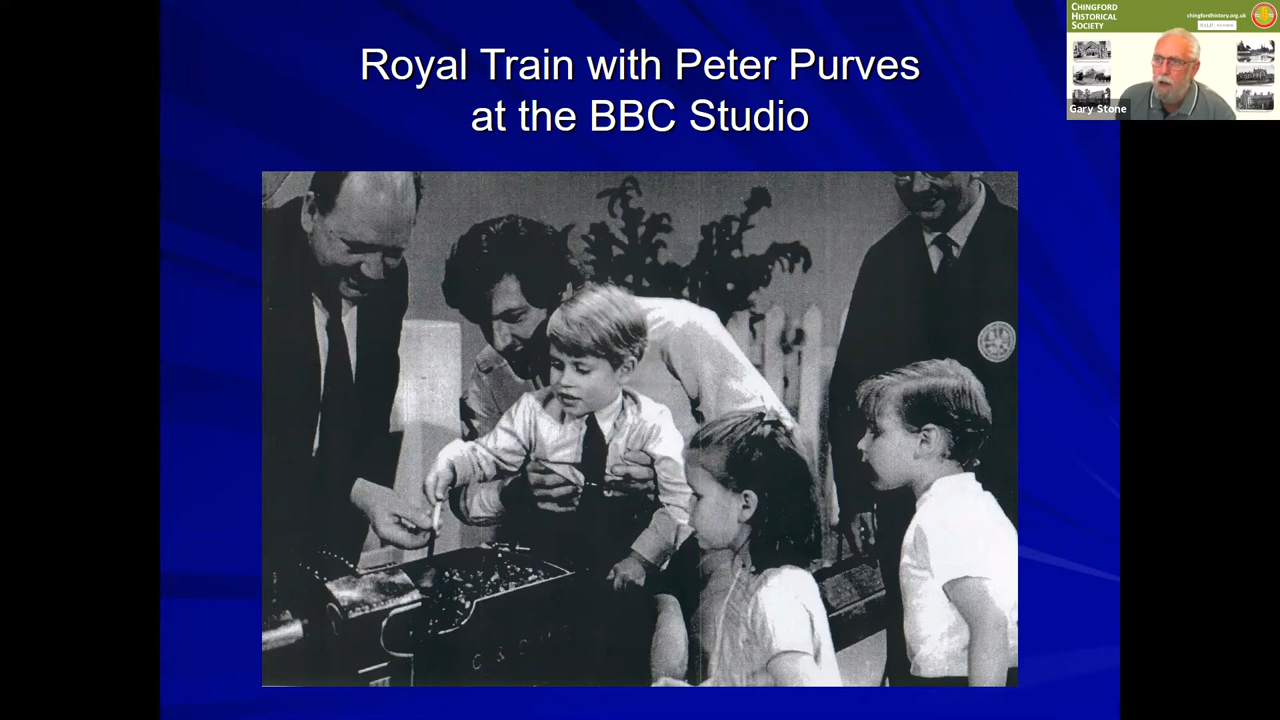 Royal Train with Peter Purves
at the BBC Studio
CHINGFORD
HISTORICAL
SOCIETY
chingfordhistory.org.uk
Gary Stone